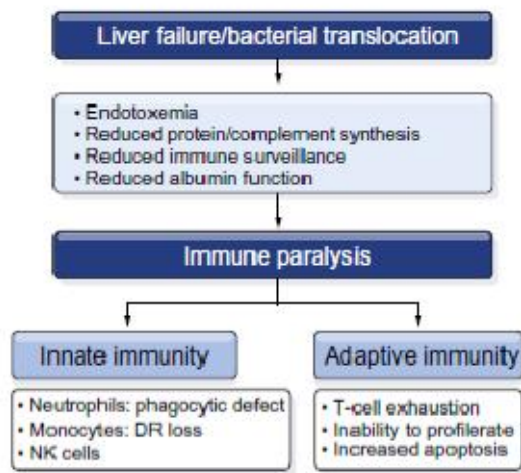 Liver failure/bacterial translocation
• Endotoxemia
• Reduced protein/complement synthesis
• Reduced immune surveillance
• Reduced albumin function
Immune paralysis
Innate immunity
• Neutrophils: phagocytic defect
• Monocytes: DR loss
• NK cells
Adaptive immunity
• T-cell exhaustion
• Inability to profilerate
• Increased apoptosis